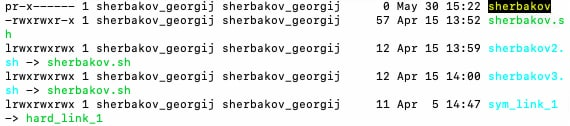 pr-x------ 1 sherbakov_georgij sherbakov_georgij     0 May 30 15:22 sherbakov
-rwxrwxr-x 1 sherbakov_georgij sherbakov_georgij    57 Apr 15 13:52 sherbakov.s
h
lrwxrwxrwx 1 sherbakov_georgij sherbakov_georgij    12 Apr 15 13:59 sherbakov2.
sh -> sherbakov.sh
lrwxrwxrwx 1 sherbakov_georgij sherbakov_georgij    12 Apr 15 14:00 sherbakov3.
sh -> sherbakov.sh
lrwxrwxrwx 1 sherbakov_georgij sherbakov_georgij    11 Apr  5 14:47 sym_link_1
-> hard_link_1